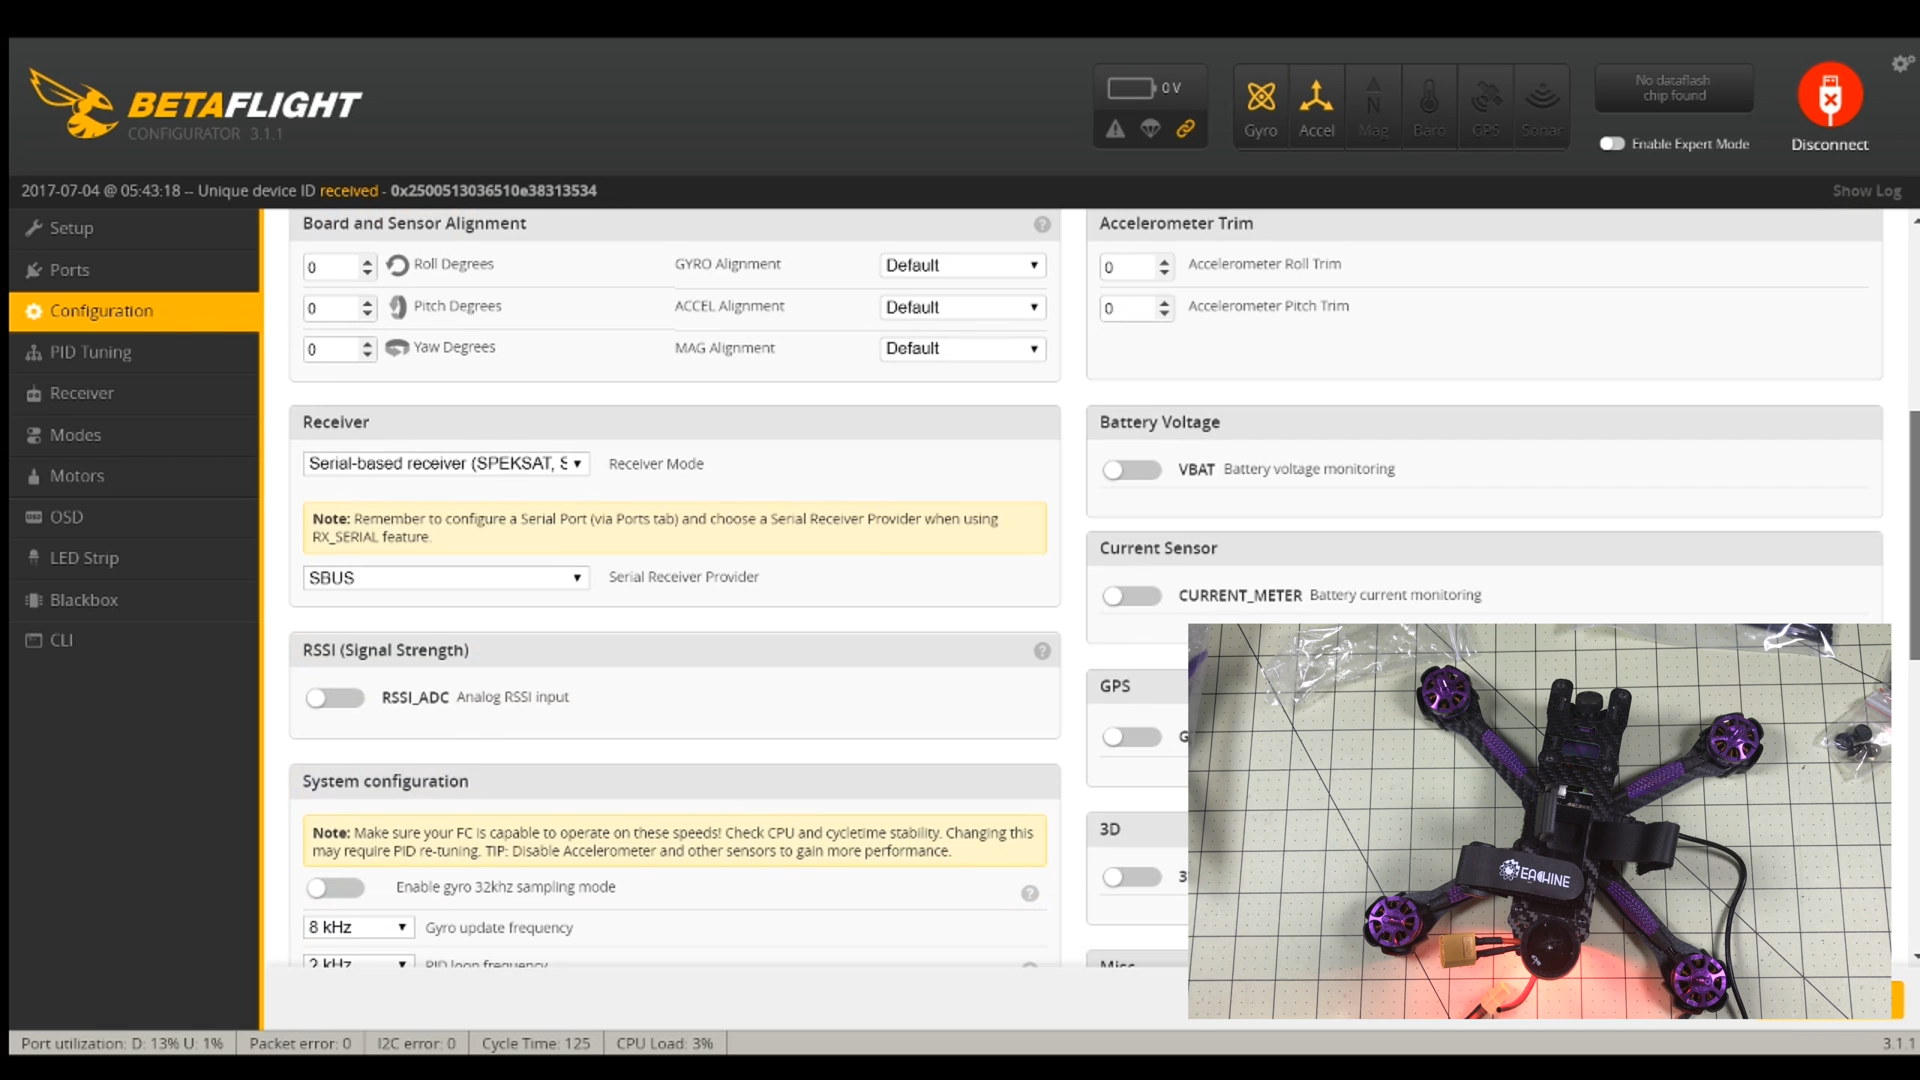 BETAFLIGHT
CONFIGURATOR 3.1.1
0 V
Gyro
Accel
Mag
Baro
GPS
Sonar
No dataflash
chip found
Enable Expert Mode
Disconnect
2017-07-04 @ 05:43:18 -- Unique device ID received - 0x2500513036510e38313534
Show Log
Setup
Ports
Configuration
PID Tuning
Receiver
Modes
Motors
OSD
LED Strip
Blackbox
CLI
Board and Sensor Alignment
0 Roll Degrees GYRO Alignment Default
0 Pitch Degrees ACCEL Alignment Default
0 Yaw Degrees MAG Alignment Default
Accelerometer Trim
0 Accelerometer Roll Trim
0 Accelerometer Pitch Trim
Receiver
Serial-based receiver (SPEKSAT, S Receiver Mode
Note: Remember to configure a Serial Port (via Ports tab) and choose a Serial Receiver Provider when using
RX_SERIAL feature.
SBUS Serial Receiver Provider
Battery Voltage
VBAT Battery voltage monitoring
Current Sensor
CURRENT_METER Battery current monitoring
RSSI (Signal Strength)
RSSI_ADC Analog RSSI input
GPS
G
System configuration
Note: Make sure your FC is capable to operate on these speeds! Check CPU and cycletime stability. Changing this
may require PID re-tuning. TIP: Disable Accelerometer and other sensors to gain more performance.
Enable gyro 32khz sampling mode
8 kHz Gyro update frequency
2 kHz PID loop frequency
3D
3
Misc
EACHINE
Port utilization: D: 13% U: 1%
Packet error: 0
I2C error: 0
Cycle Time: 125
CPU Load: 3%
3.1.1